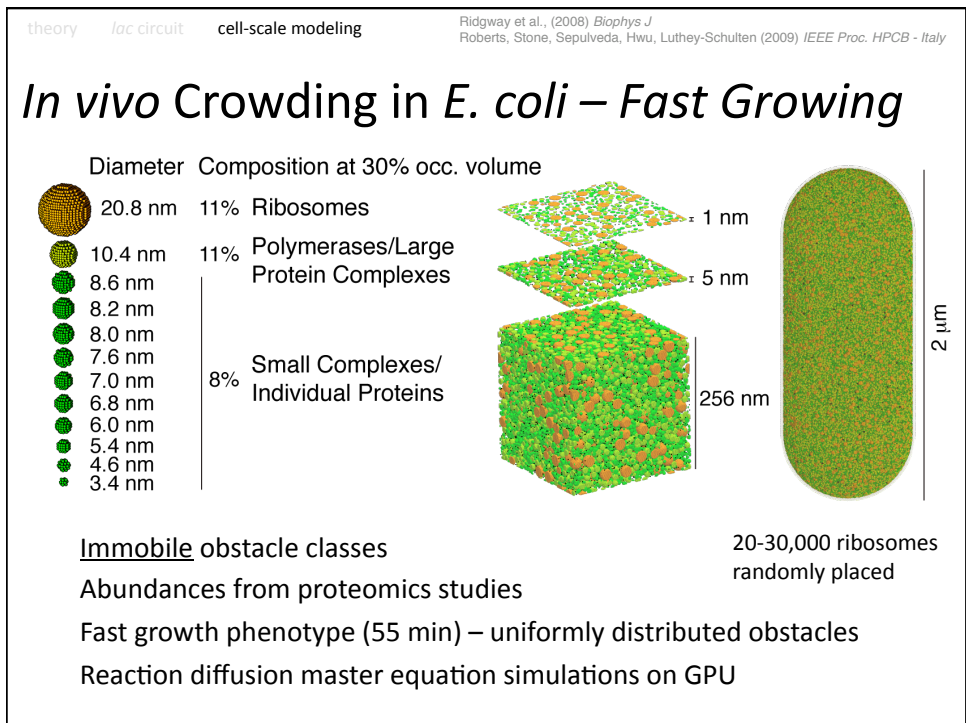 theory lac circuit cell-scale modeling
Ridgway et al., (2008) Biophys J
Roberts, Stone, Sepulveda, Hwu, Luthey-Schulten (2009) IEEE Proc. HPCB - Italy
In vivo Crowding in E. coli – Fast Growing
Diameter Composition at 30% occ. volume
20.8 nm 11% Ribosomes
10.4 nm 11% Polymerases/Large
Protein Complexes
8.6 nm
8.2 nm
8.0 nm
7.6 nm
7.0 nm
6.8 nm
6.0 nm
5.4 nm
4.6 nm
3.4 nm
8% Small Complexes/
Individual Proteins
1 nm
5 nm
256 nm
2 μm
20-30,000 ribosomes
randomly placed
Immobile obstacle classes
Abundances from proteomics studies
Fast growth phenotype (55 min) – uniformly distributed obstacles
Reaction diffusion master equation simulations on GPU